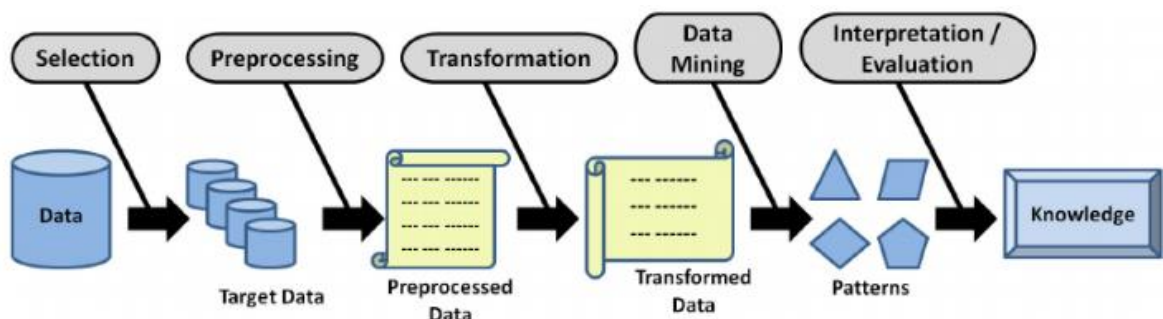 Selection
Preprocessing
Transformation
Data
Mining
Interpretation /
Evaluation
Data
Target Data
Preprocessed
Data
Transformed
Data
Patterns
Knowledge